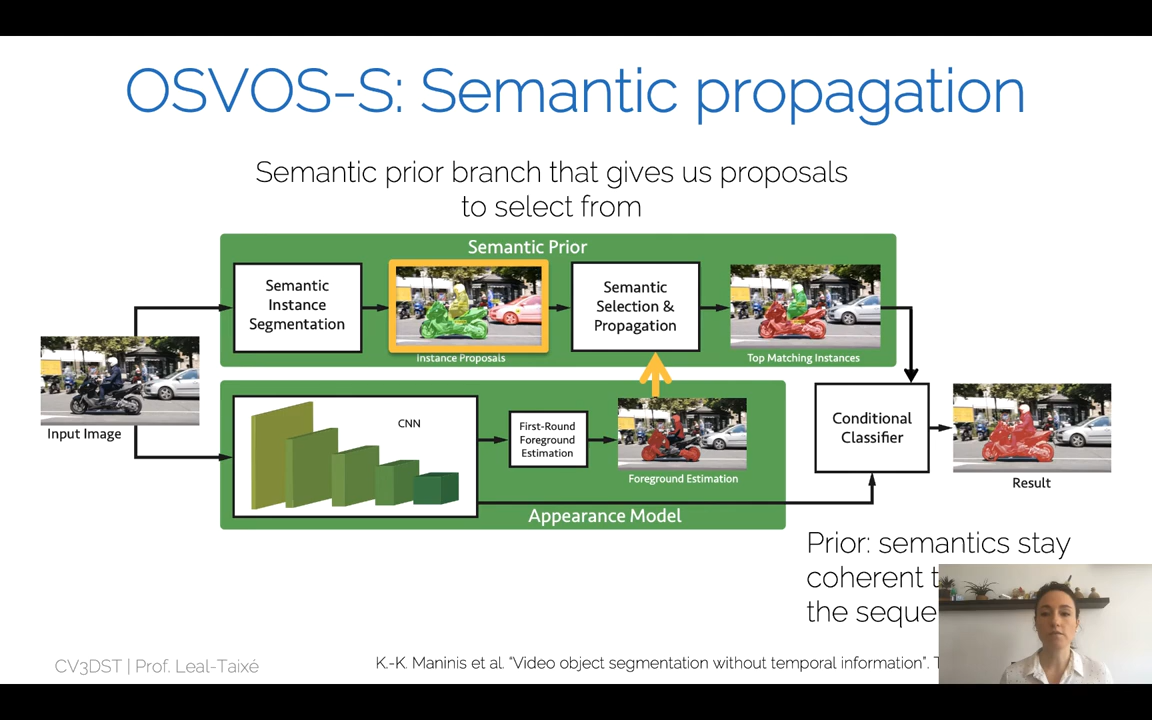 OSVOS-S: Semantic propagation
Semantic prior branch that gives us proposals
to select from
Semantic Prior
Semantic
Instance
Segmentation
Instance Proposals
Semantic
Selection &
Propagation
Top Matching Instances
Input Image
CNN
First-Round
Foreground
Estimation
Foreground Estimation
Appearance Model
Conditional
Classifier
Result
Prior: semantics stay
coherent
the
CV3DST | Prof. Leal-Taixé
K.-K. Maninis et al. “Video object segmentation without temporal information”.